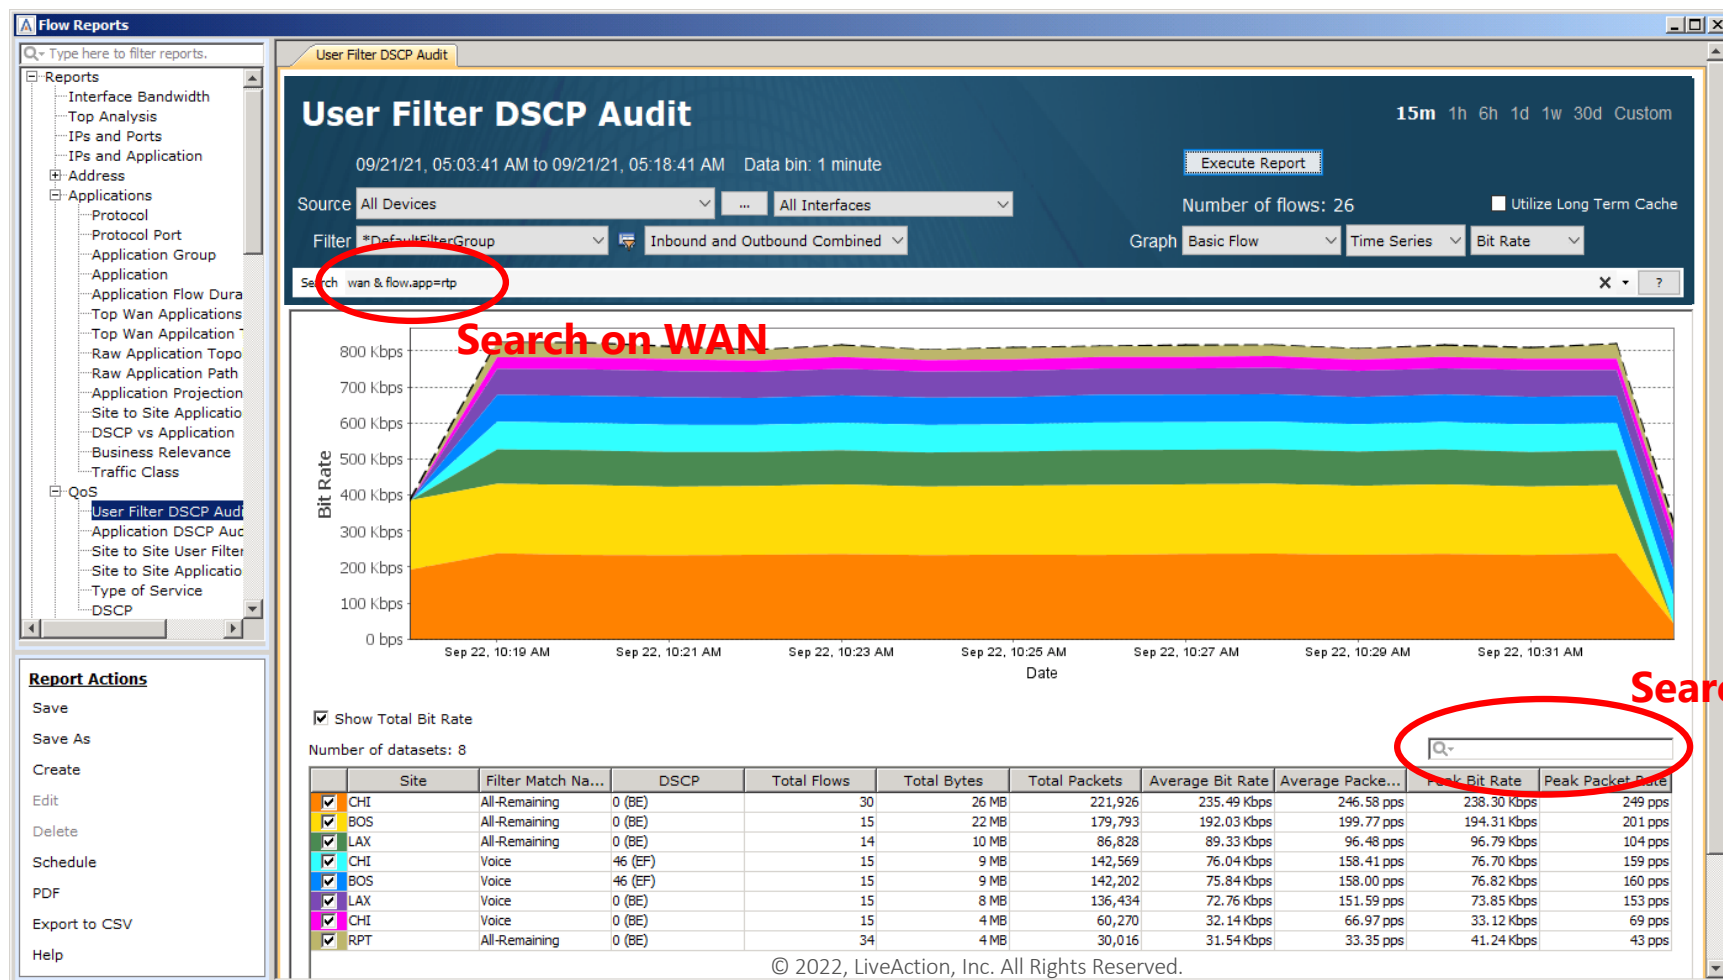 Flow Reports
Type here to filter reports.
Reports
Interface Bandwidth
Top Analysis
IPs and Ports
IPs and Application
Address
Applications
Protocol
Protocol Port
Application Group
Application
Application Flow Dura
Top Wan Applications
Top Wan Application
Raw Application Topo
Raw Application Path
Application Projection
Site to Site Applicatio
DSCP vs Application
Business Relevance
Traffic Class
QoS
User Filter DSCP Audi
Application DSCP Aud
Site to Site User Filter
Site to Site Applicatio
Type of Service
DSCP
Report Actions
Save
Save As
Create
Edit
Delete
Schedule
PDF
Export to CSV
Help
User Filter DSCP Audit
User Filter DSCP Audit
15m 1h 6h 1d 1w 30d Custom
09/21/21, 05:03:41 AM to 09/21/21, 05:18:41 AM Data bin: 1 minute
Execute Report
Source All Devices ... All Interfaces
Number of flows: 26
Utilize Long Term Cache
Filter *DefaultFilterGroup Inbound and Outbound Combined
Graph Basic Flow Time Series Bit Rate
Search wan & flow.app=rtp X ?
Search on WAN
800 Kbps
700 Kbps
600 Kbps
500 Kbps
400 Kbps
300 Kbps
200 Kbps
100 Kbps
0 bps
Bit Rate
Sep 22, 10:19 AM Sep 22, 10:21 AM Sep 22, 10:23 AM Sep 22, 10:25 AM Sep 22, 10:27 AM Sep 22, 10:29 AM Sep 22, 10:31 AM
Date
Searc
Show Total Bit Rate
Number of datasets: 8
Site Filter Match Na... DSCP Total Flows Total Bytes Total Packets Average Bit Rate Average Packe... Peak Bit Rate Peak Packet Rate
CHI All-Remaining 0 (BE) 30 26 MB 221,926 235.49 Kbps 246.58 pps 238.30 Kbps 249 pps
BOS All-Remaining 0 (BE) 15 22 MB 179,793 192.03 Kbps 199.77 pps 194.31 Kbps 201 pps
LAX All-Remaining 0 (BE) 14 10 MB 86,828 89.33 Kbps 96.48 pps 96.79 Kbps 104 pps
CHI Voice 46 (EF) 15 9 MB 142,569 76.04 Kbps 158.41 pps 76.70 Kbps 159 pps
BOS Voice 46 (EF) 15 9 MB 142,202 75.84 Kbps 158.00 pps 76.82 Kbps 160 pps
LAX Voice 0 (BE) 15 8 MB 136,434 72.76 Kbps 151.59 pps 73.85 Kbps 153 pps
CHI Voice 0 (BE) 15 4 MB 60,270 32.14 Kbps 66.97 pps 33.12 Kbps 69 pps
RPT All-Remaining 0 (BE) 34 4 MB 30,016 31.54 Kbps 33.35 pps 41.24 Kbps 43 pps
© 2022, LiveAction, Inc. All Rights Reserved.